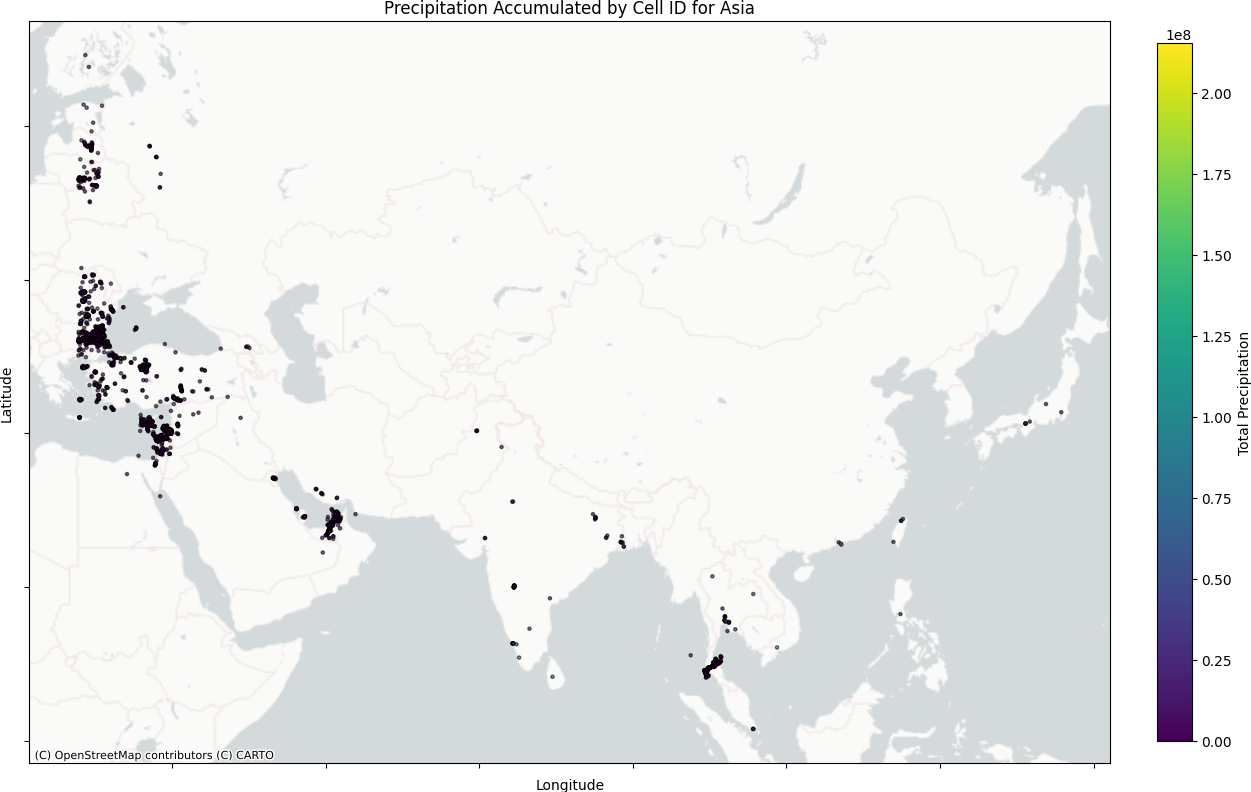 Precipitation Accumulated by Cell ID for Asia
1e8
2.00
1.75
1.50
1.25
1.00
0.75
0.50
0.25
0.00
Total Precipitation
Latitude
(C) OpenStreetMap contributors (C) CARTO
Longitude